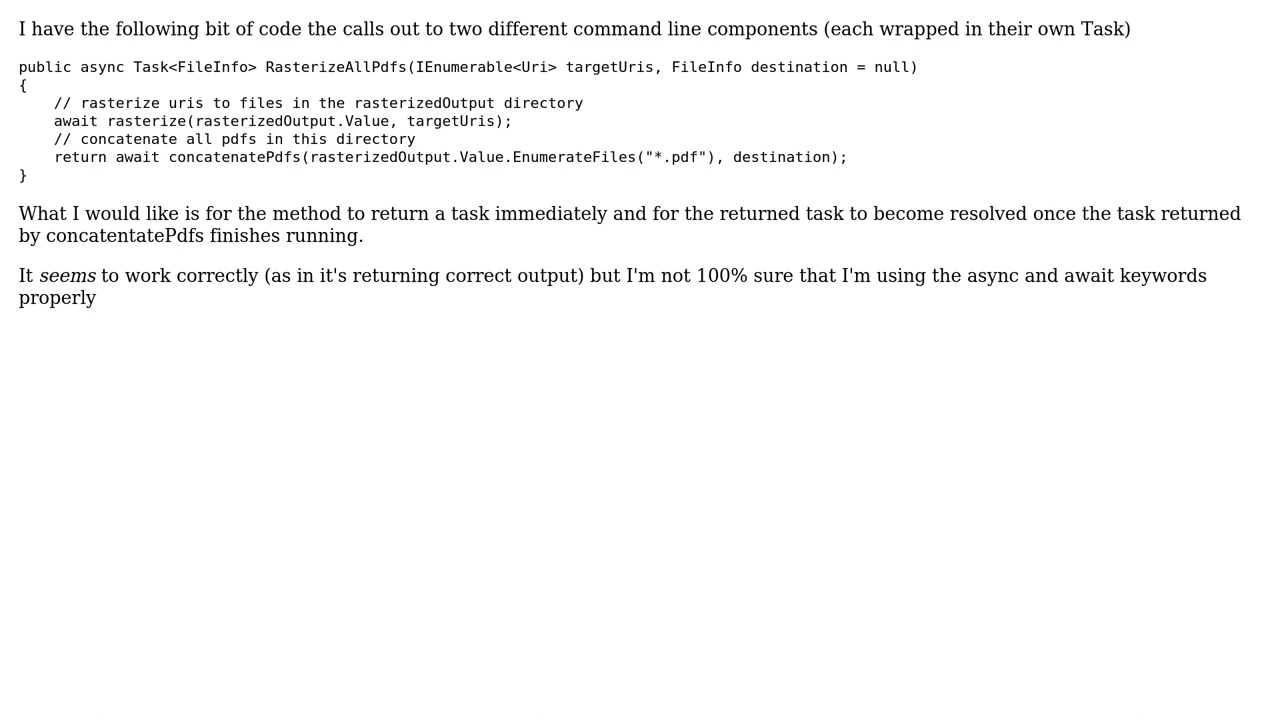 I have the following bit of code the calls out to two different command line components (each wrapped in their own Task)
public async Task<FileInfo> RasterizeAllPdfs(IEnumerable<Uri> targetUris, FileInfo destination = null)
{
    // rasterize uris to files in the rasterizedOutput directory
    await rasterize(rasterizedOutput.Value, targetUris);
    // concatenate all pdfs in this directory
    return await concatenatePdfs(rasterizedOutput.Value.EnumerateFiles("*.pdf"), destination);
}
What I would like is for the method to return a task immediately and for the returned task to become resolved once the task returned
by concatentatePdfs finishes running.
It seems to work correctly (as in it's returning correct output) but I'm not 100% sure that I'm using the async and await keywords
properly